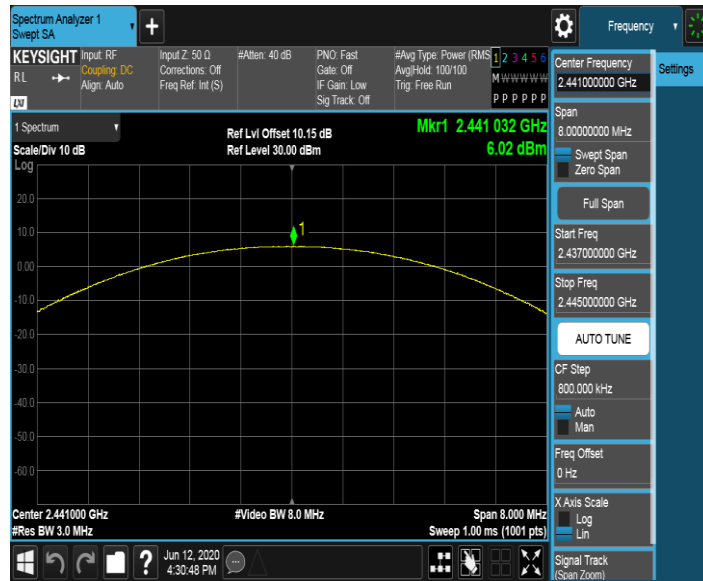 Spectrum Analyzer 1
Swept SA
Frequency
KEYSIGHT
RL
LXI
Input: RF
Coupling: DC
Align: Auto
Input Z: 50 Ω
Corrections: Off
Freq Ref: Int (S)
#Atten: 40 dB
PNO: Fast
Gate: Off
IF Gain: Low
Sig Track: Off
#Avg Type: Power (RMS
Avg|Hold: 100/100
Trig: Free Run
1 2 3 4 5 6
M W W W W W
P P P P P P
1 Spectrum
Scale/Div 10 dB
Log
Ref Lvl Offset 10.15 dB
Ref Level 30.00 dBm
Mkr1 2.441 032 GHz
6.02 dBm
1
20.0
10.0
0.00
-10.0
-20.0
-30.0
-40.0
-50.0
-60.0
Center 2.441000 GHz
#Res BW 3.0 MHz
#Video BW 8.0 MHz
Span 8.000 MHz
Sweep 1.00 ms (1001 pts)
Jun 12, 2020
4:30:48 PM
Center Frequency
2.441000000 GHz
Span
8.00000000 MHz
Swept Span
Zero Span
Full Span
Start Freq
2.437000000 GHz
Stop Freq
2.445000000 GHz
AUTO TUNE
CF Step
800.000 kHz
Auto
Man
Freq Offset
0 Hz
X Axis Scale
Log
Lin
Signal Track
(Span Zoom)
Settings